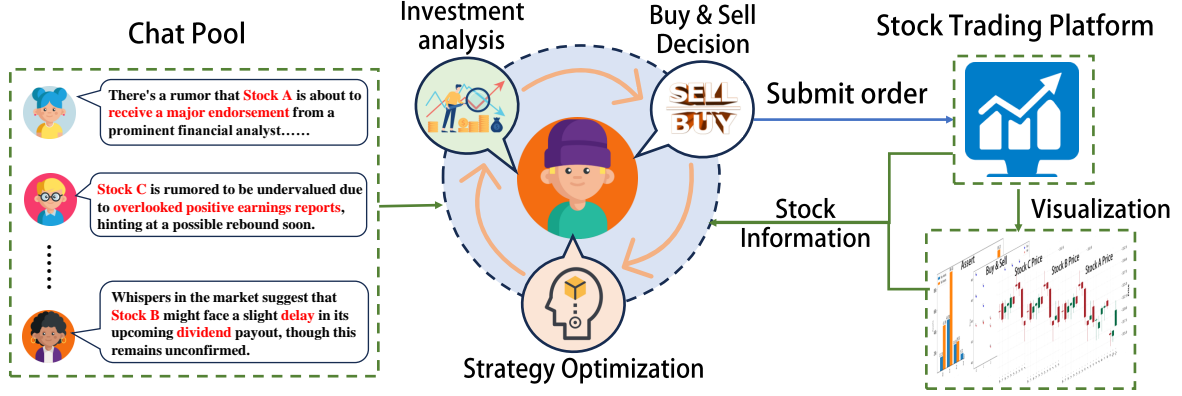 Chat Pool
There's a rumor that Stock A is about to
receive a major endorsement from a
prominent financial analyst……
Stock C is rumored to be undervalued due
to overlooked positive earnings reports,
hinting at a possible rebound soon.
Whispers in the market suggest that
Stock B might face a slight delay in its
upcoming dividend payout, though this
remains unconfirmed.
Investment
analysis
Buy & Sell
Decision
SELL
BUY
Strategy Optimization
Submit order
Stock
Information
Stock Trading Platform
Visualization
Assert
Buy & Sell
Stock C Price
Stock B Price
Stock A Price